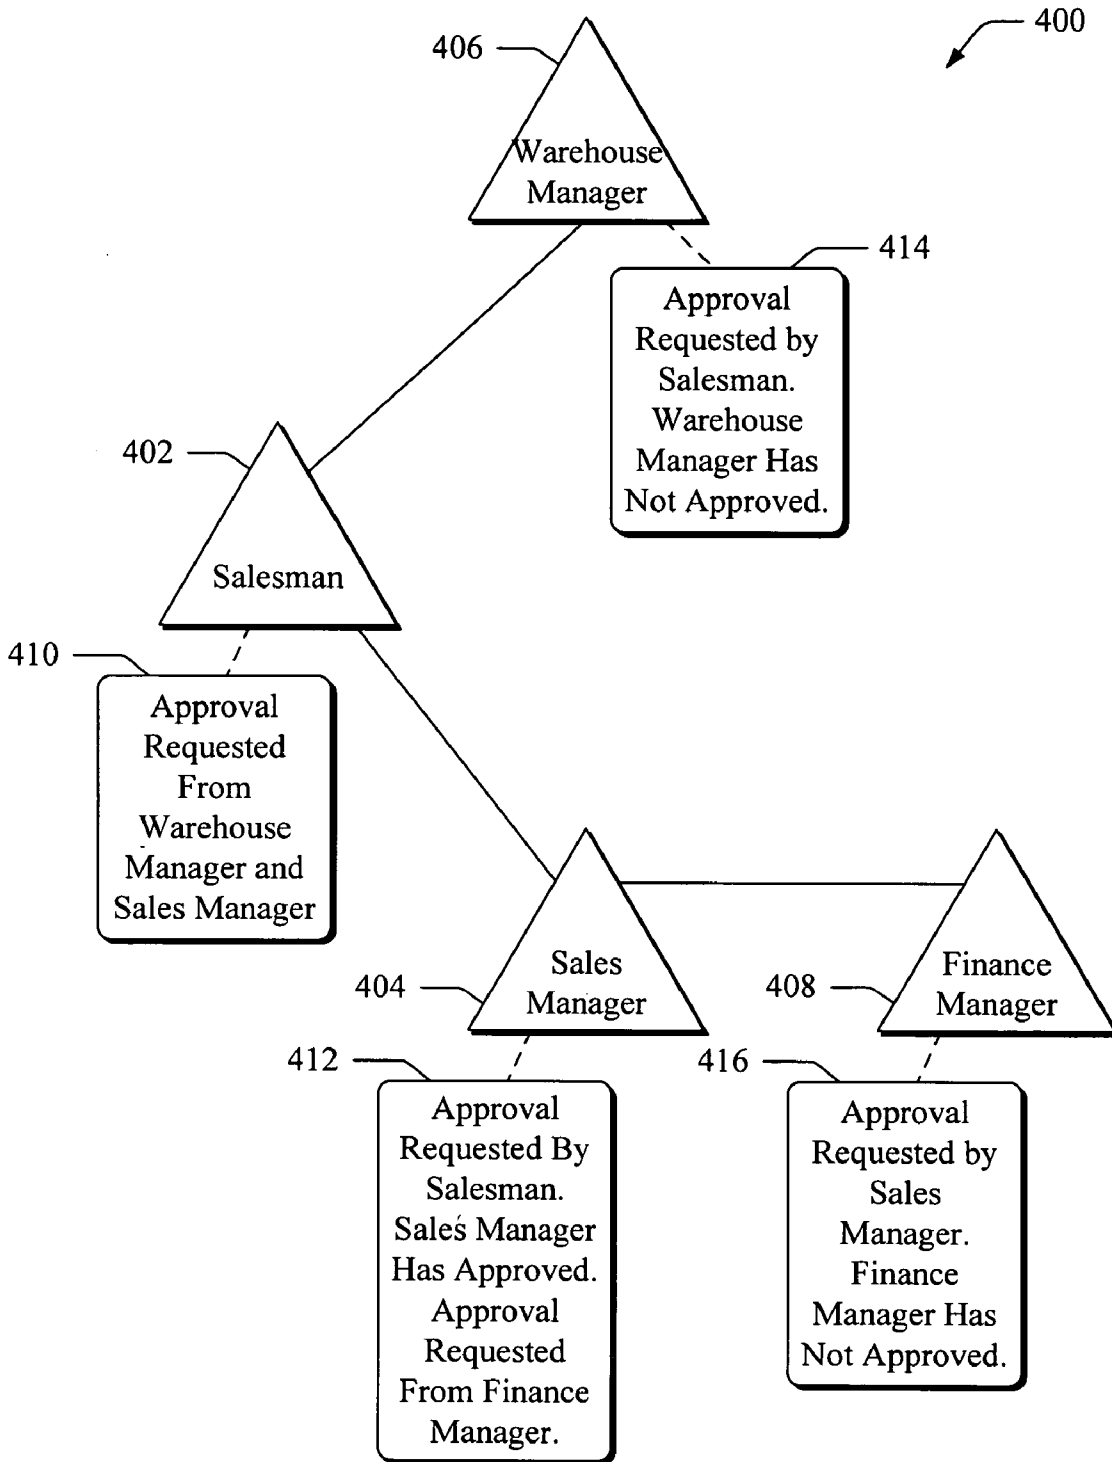 400
406
Warehouse
Manager
414
Approval
Requested by
Salesman.
Warehouse
Manager Has
Not Approved.
402
Salesman
410
Approval
Requested
From
Warehouse
Manager and
Sales Manager
404
Sales
Manager
408
Finance
Manager
412
Approval
Requested By
Salesman.
Sales Manager
Has Approved.
Approval
Requested
From Finance
Manager.
416
Approval
Requested by
Sales
Manager.
Finance
Manager Has
Not Approved.